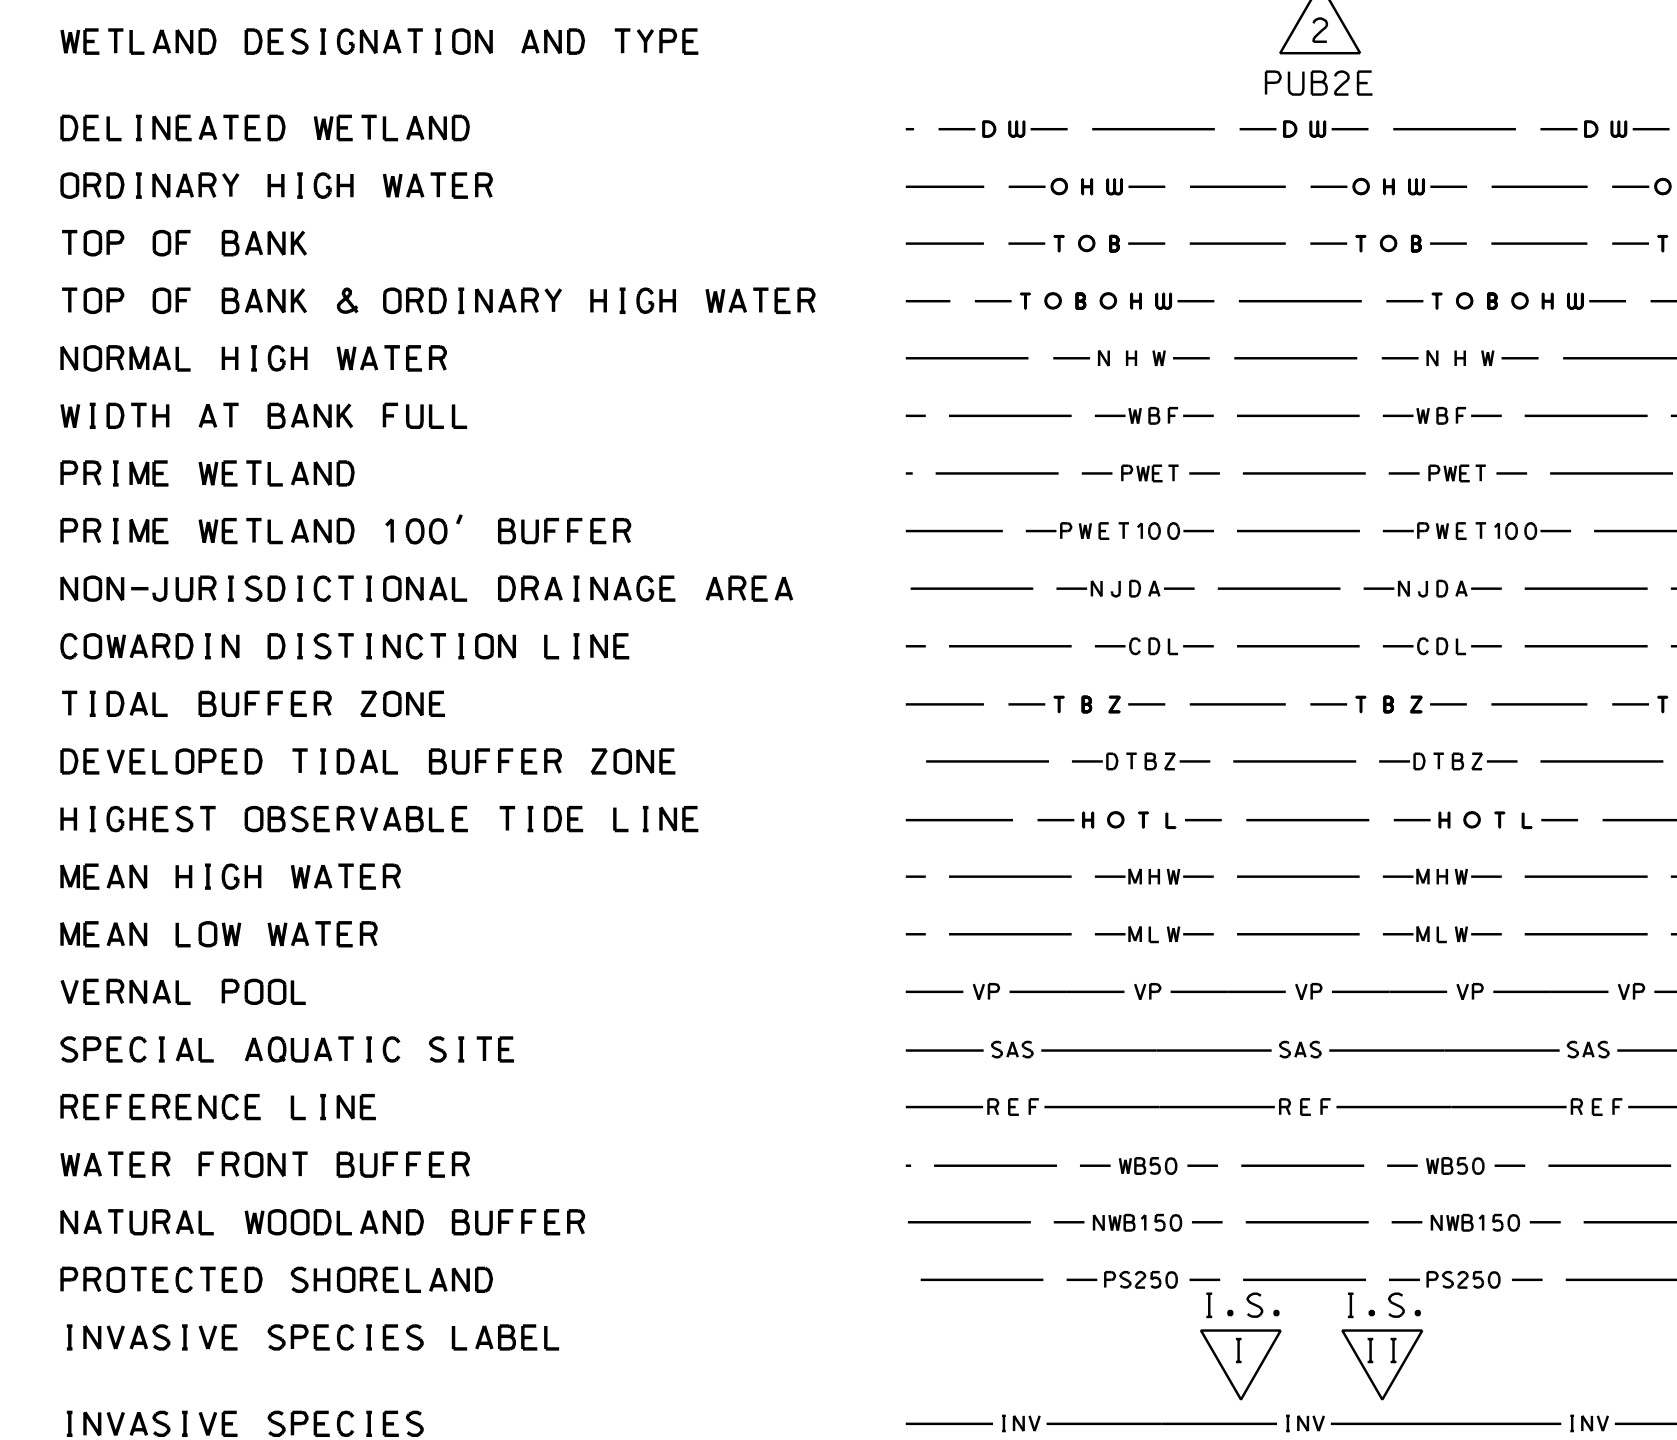 WETLAND DESIGNATION AND TYPE 2
PUB2E
DELINEATED WETLAND DW DW DW
ORDINARY HIGH WATER OHW OHW O
TOP OF BANK TOB TOB T
TOP OF BANK & ORDINARY HIGH WATER TOBOHW TOBOHW
NORMAL HIGH WATER NHW NHW
WIDTH AT BANK FULL WBF WBF
PRIME WETLAND PWET PWET
PRIME WETLAND 100' BUFFER PWET100 PWET100
NON-JURISDICTIONAL DRAINAGE AREA NJDA NJDA
COWARDIN DISTINCTION LINE CDL CDL
TIDAL BUFFER ZONE TBZ TBZ T
DEVELOPED TIDAL BUFFER ZONE DTBZ DTBZ
HIGHEST OBSERVABLE TIDE LINE HOTL HOTL
MEAN HIGH WATER MHW MHW
MEAN LOW WATER MLW MLW
VERNAL POOL VP VP VP VP VP
SPECIAL AQUATIC SITE SAS SAS SAS
REFERENCE LINE REF REF REF
WATER FRONT BUFFER WB50 WB50
NATURAL WOODLAND BUFFER NWB150 NWB150
PROTECTED SHORELAND PS250 PS250
I.S. I.S.
INVASIVE SPECIES LABEL I II
INVASIVE SPECIES INV INV INV